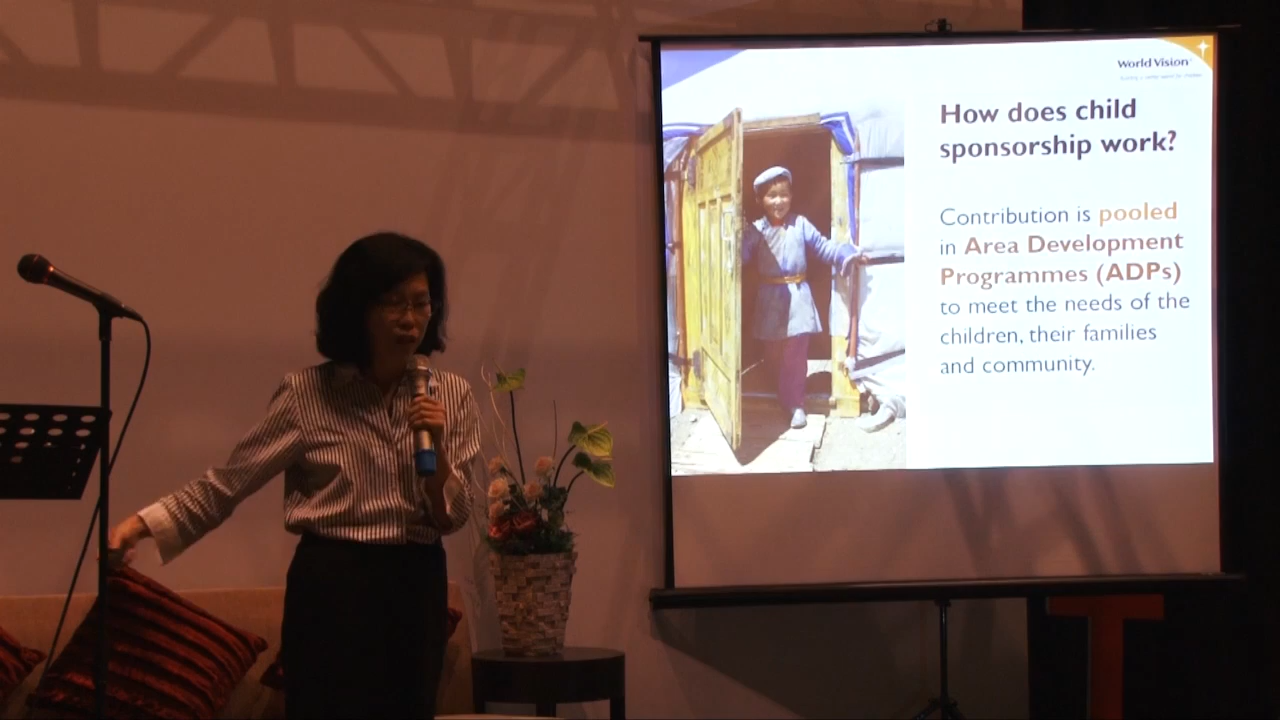 World Vision
How does child
sponsorship work?
Contribution is pooled
in Area Development
Programmes (ADPs)
to meet the needs of the
children, their families
and community.